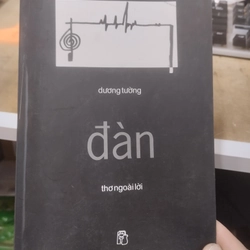 dương tường
đàn
thơ ngoài lời